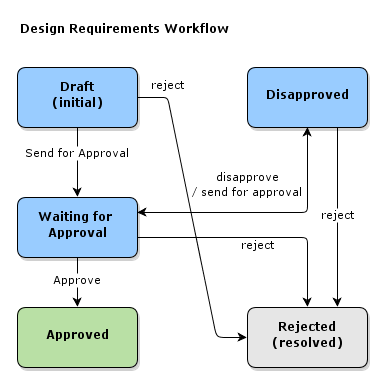 Design Requirements Workflow
Draft
(initial)
reject
Disapproved
Send for Approval
disapprove
/ send for approval
Waiting for
Approval
reject
reject
Approve
Approved
Rejected
(resolved)